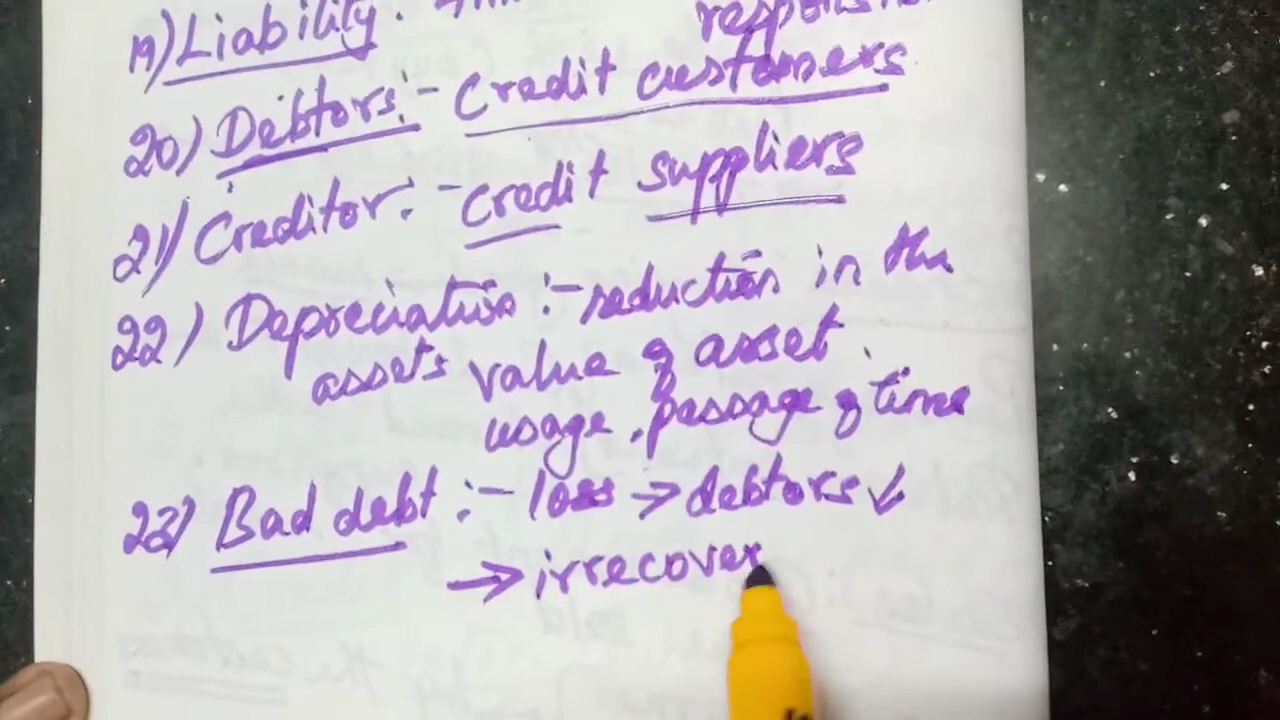 19) Liability:
20) Debtors:- Credit customers
21) Creditor:- credit suppliers
22) Depreciation :- reduction in the
assets value of asset.
usage, passage of time
23) Bad debt :- loss → debtors ↓
→ irrecover